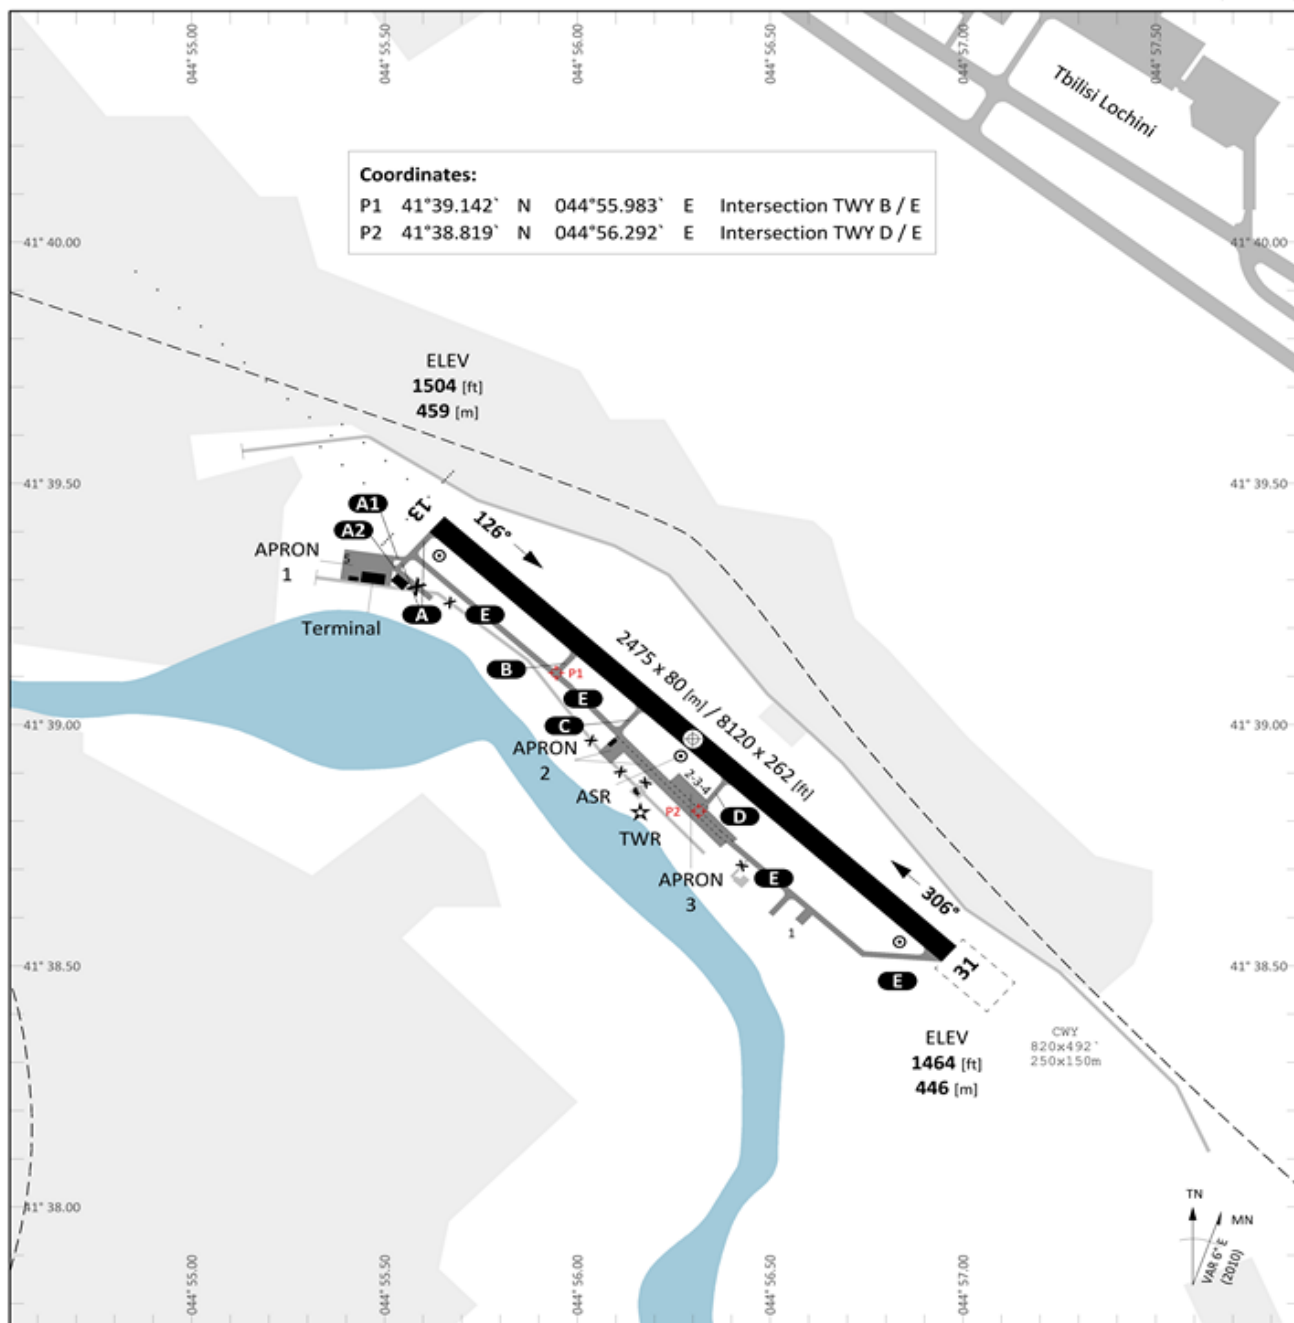 044° 55.00
044° 55.50
044° 56.00
044° 56.50
044° 57.00
044° 57.50
Tbilisi Lochini
Coordinates:
P1 41°39.142` N 044°55.983` E Intersection TWY B / E
P2 41°38.819` N 044°56.292` E Intersection TWY D / E
41° 40.00
41° 40.00
ELEV
1504 [ft]
459 [m]
41° 39.50
41° 39.50
A1
13
126°
A2
APRON
1
5
A
E
Terminal
2475 x 80 [m] / 8120 x 262 [ft]
B
P1
E
41° 39.00
41° 39.00
C
APRON
2
2-3-4
ASR
P2
D
TWR
APRON
3
E
306°
1
31
41° 38.50
41° 38.50
E
ELEV
1464 [ft]
446 [m]
CWY
820x492`
250x150m
41° 38.00
TN
MN
VAR 6° E
(2010)
044° 55.00
044° 55.50
044° 56.00
044° 56.50
044° 57.00